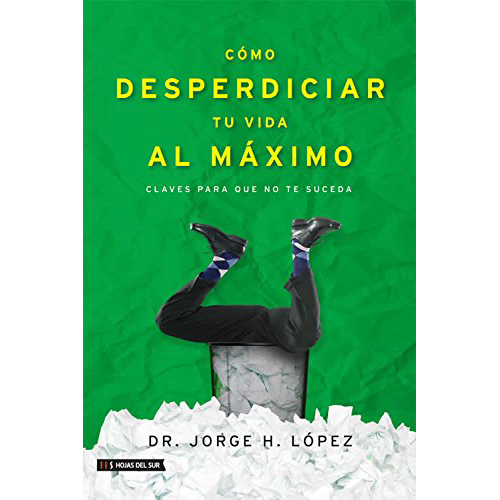 CÓMO
DESPERDICIAR
TU VIDA
AL MÁXIMO
CLAVES PARA QUE NO TE SUCEDA
DR. JORGE H. LÓPEZ
HOJAS DEL SUR